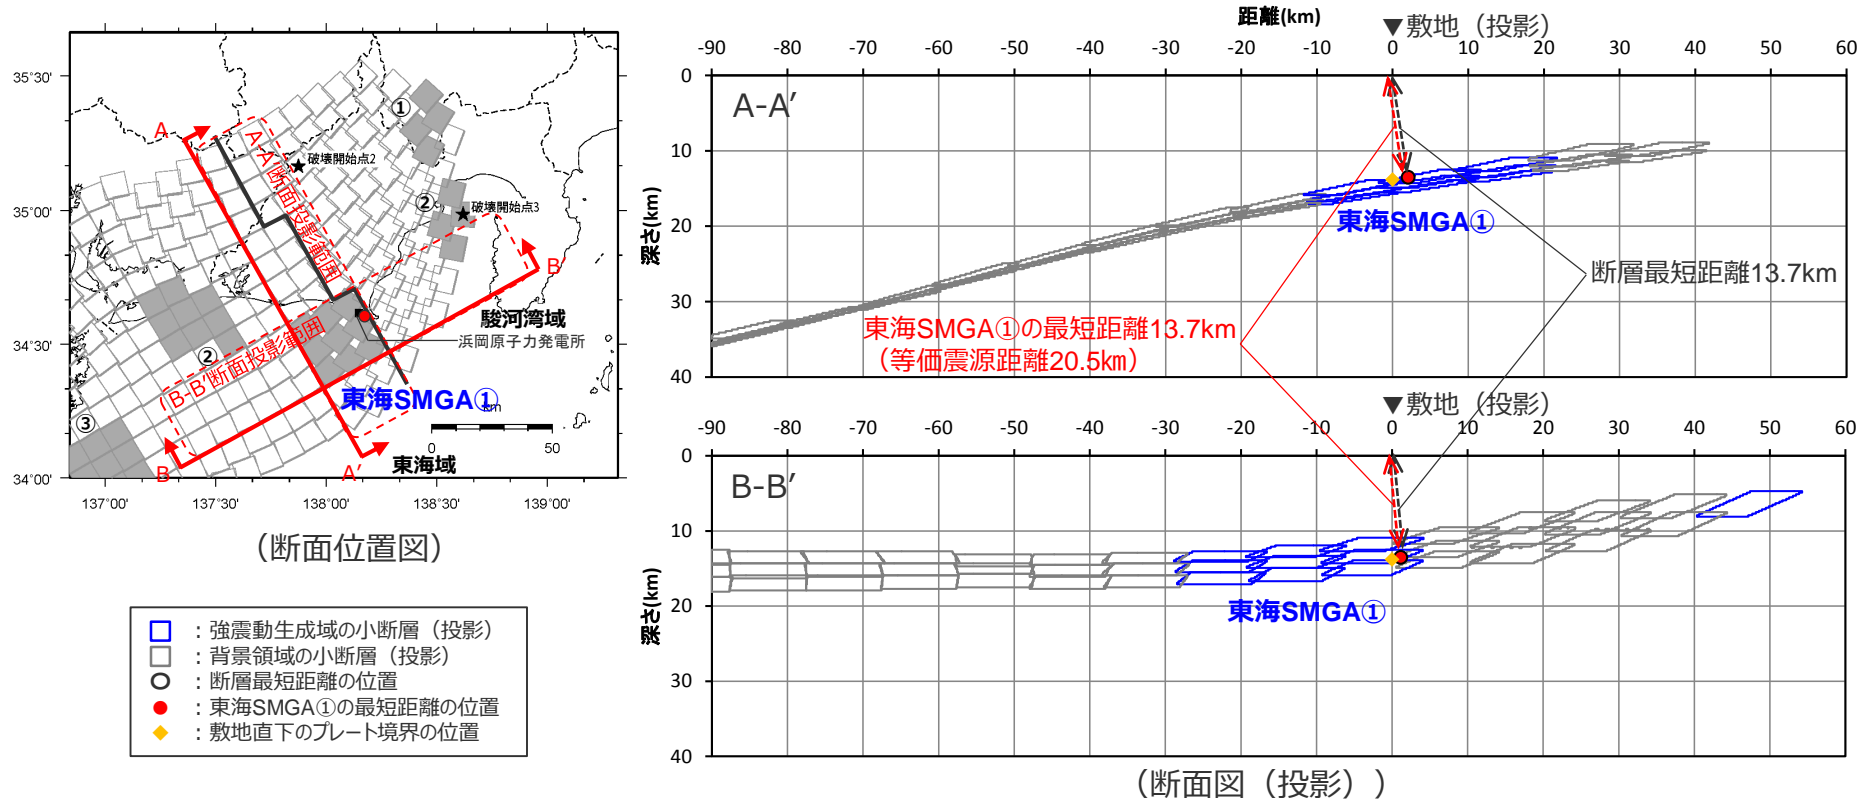 35°30'
35°00'
34°30'
34°00'
137°00'
137°30'
138°00'
138°30'
139°00'
A
A'
B
B'
A-A'断面投影範囲
B-B'断面投影範囲
①
②
②
③
破壊開始点2
破壊開始点3
駿河湾域
浜岡原子力発電所
東海SMGA①
km
0
50
東海域
（断面位置図）
：強震動生成域の小断層（投影）
：背景領域の小断層（投影）
：断層最短距離の位置
：東海SMGA①の最短距離の位置
：敷地直下のプレート境界の位置
距離(km)
▼敷地（投影）
-90 -80 -70 -60 -50 -40 -30 -20 -10 0 10 20 30 40 50 60
0
10
20
30
40
深さ(km)
A-A'
東海SMGA①
断層最短距離13.7km
東海SMGA①の最短距離13.7km
（等価震源距離20.5㎞）
▼敷地（投影）
-90 -80 -70 -60 -50 -40 -30 -20 -10 0 10 20 30 40 50 60
0
10
20
30
40
深さ(km)
B-B'
東海SMGA①
（断面図（投影））